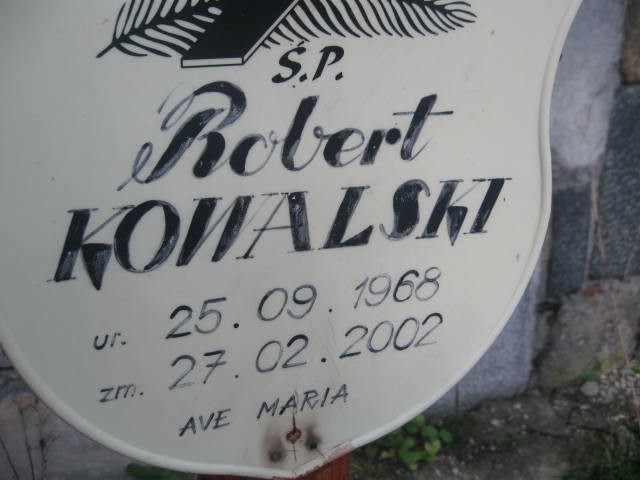 Ś.P.
Robert
KOWALSKI
ur. 25.09.1968
zm. 27.02.2002
AVE MARIA